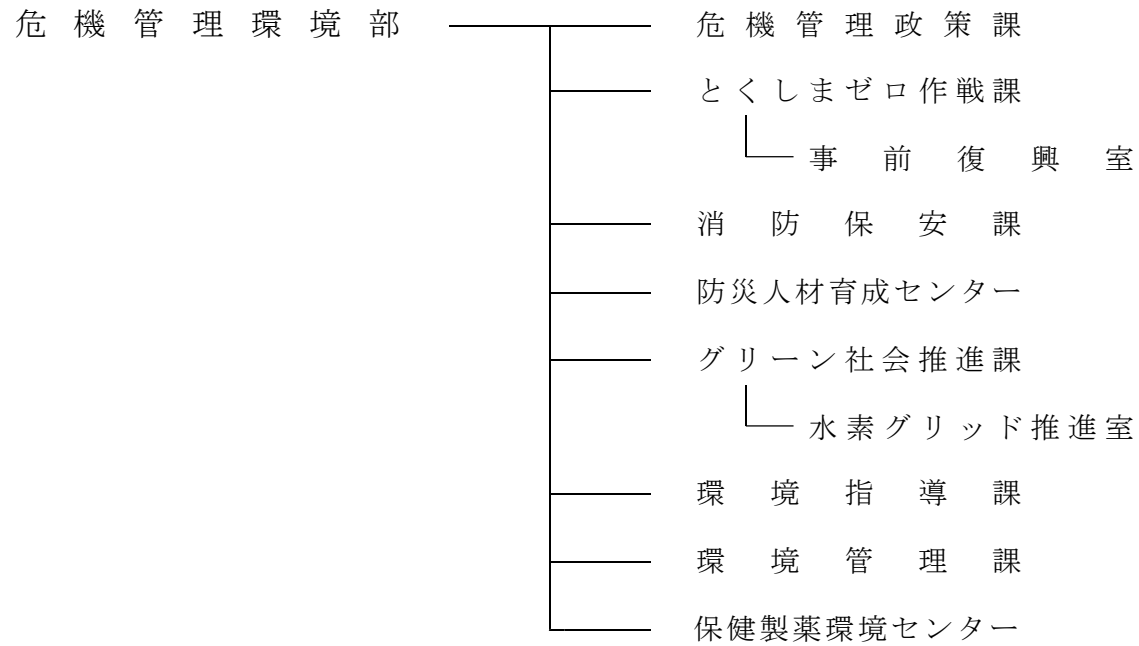 危機管理環境部
危機管理政策課
とくしまゼロ作戦課
事前復興室
消防保安課
防災人材育成センター
グリーン社会推進課
水素グリッド推進室
環境指導課
環境管理課
保健製薬環境センター